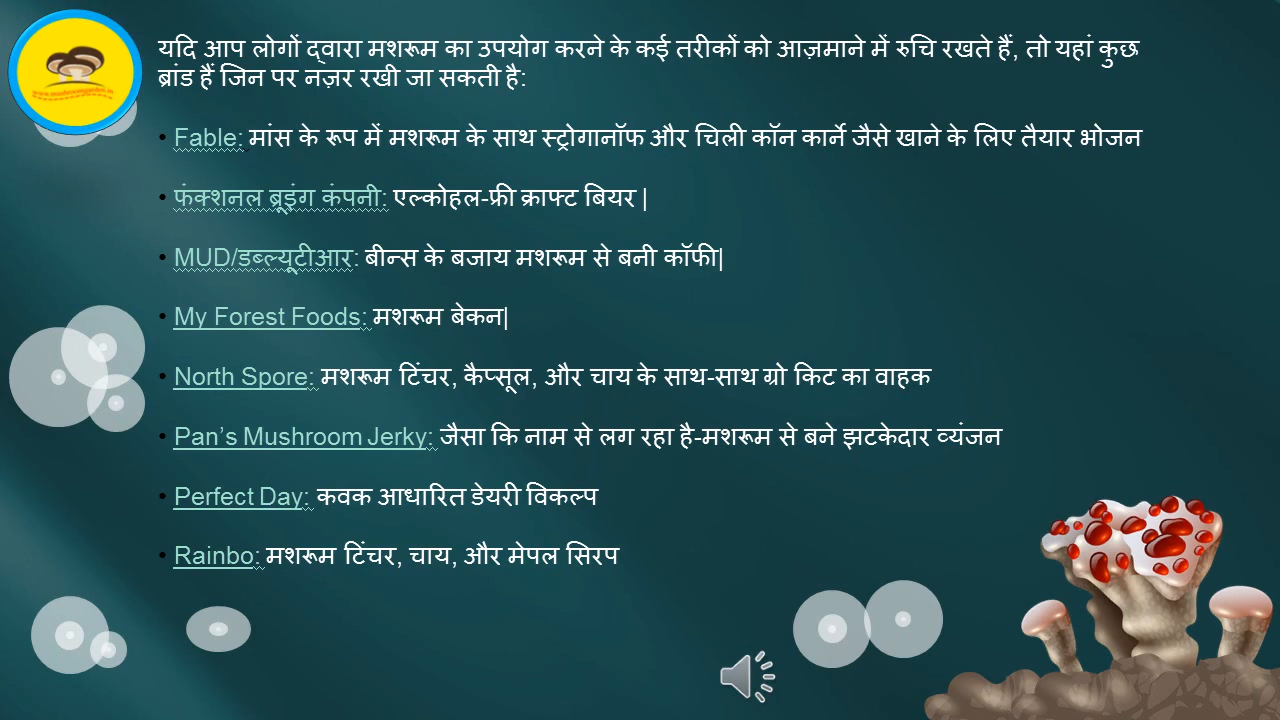 यदि आप लोगों द्वारा मशरूम का उपयोग करने के कई तरीकों को आज़माने में रुचि रखते हैं, तो यहां कुछ
ब्रांड हैं जिन पर नज़र रखी जा सकती है:
• Fable: मांस के रूप में मशरूम के साथ स्ट्रोगानॉफ और चिली कॉन कार्ने जैसे खाने के लिए तैयार भोजन
• फंक्शनल ब्रूइंग कंपनी: एल्कोहल-फ्री क्राफ्ट बियर |
• MUD/डब्ल्यूटीआर: बीन्स के बजाय मशरूम से बनी कॉफी|
• My Forest Foods: मशरूम बेकन|
• North Spore: मशरूम टिंचर, कैप्सूल, और चाय के साथ-साथ ग्रो किट का वाहक
• Pan’s Mushroom Jerky: जैसा कि नाम से लग रहा है-मशरूम से बने झटकेदार व्यंजन
• Perfect Day: कवक आधारित डेयरी विकल्प
• Rainbo: मशरूम टिंचर, चाय, और मेपल सिरप